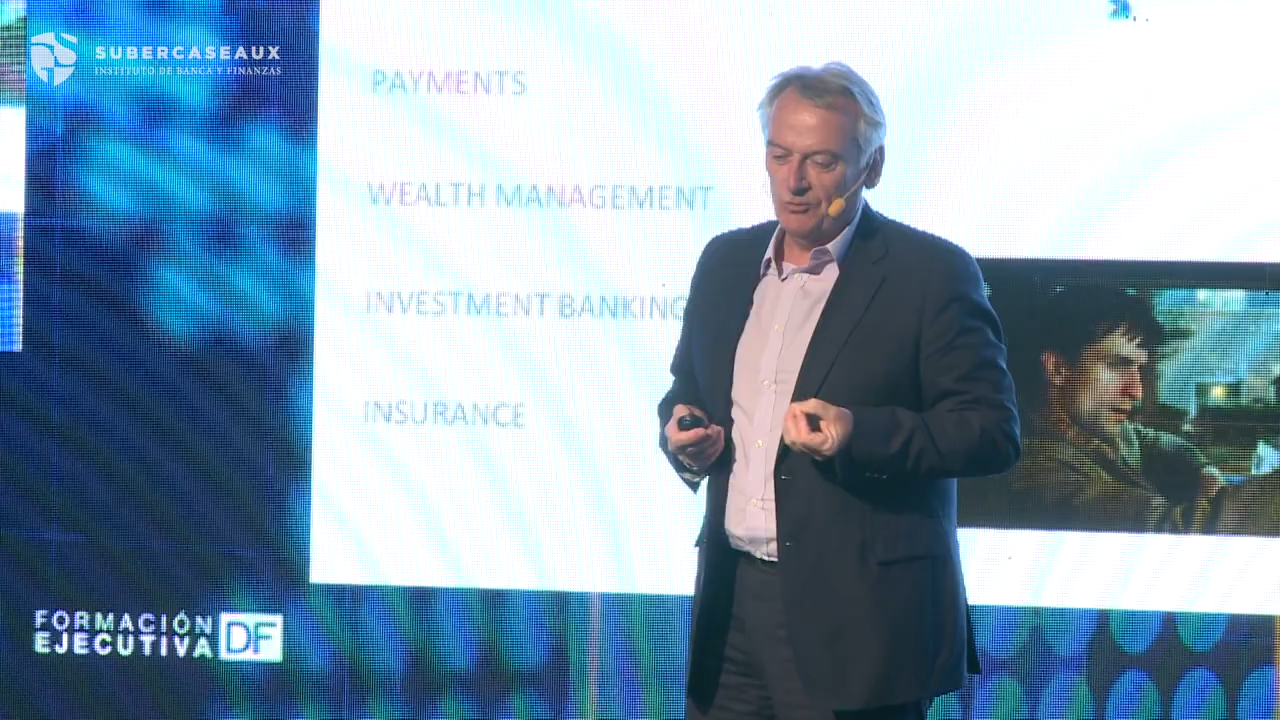 SUBERCASEAUX
INSTITUTO DE BANCA Y FINANZAS
PAYMENTS
WEALTH MANAGEMENT
INVESTMENT BANKING
INSURANCE
FORMACIÓN
EJECUTIVA DF